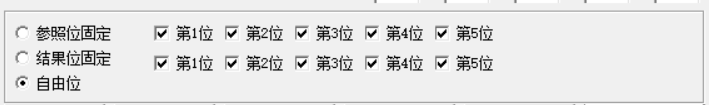 参照位固定 第1位 第2位 第3位 第4位 第5位
结果位固定 第1位 第2位 第3位 第4位 第5位
自由位